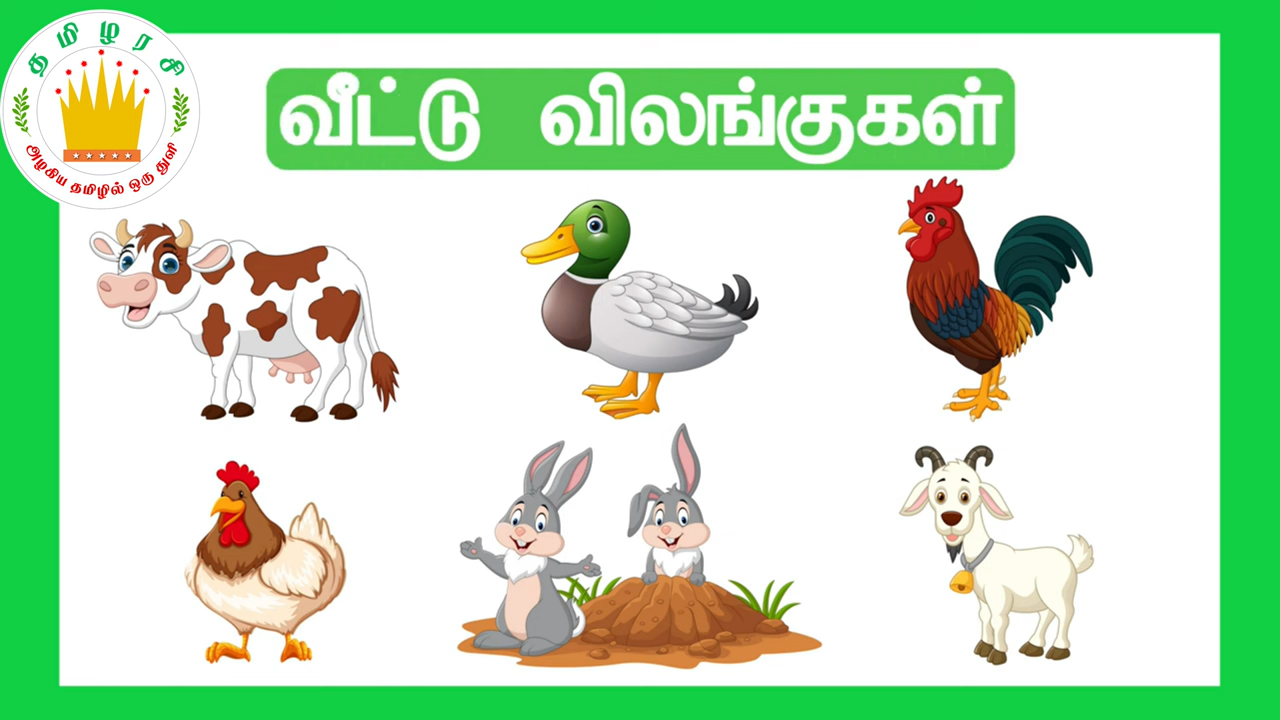 தமிழரசி
வீட்டு விலங்குகள்
அழகிய தமிழில் ஒரு துளி